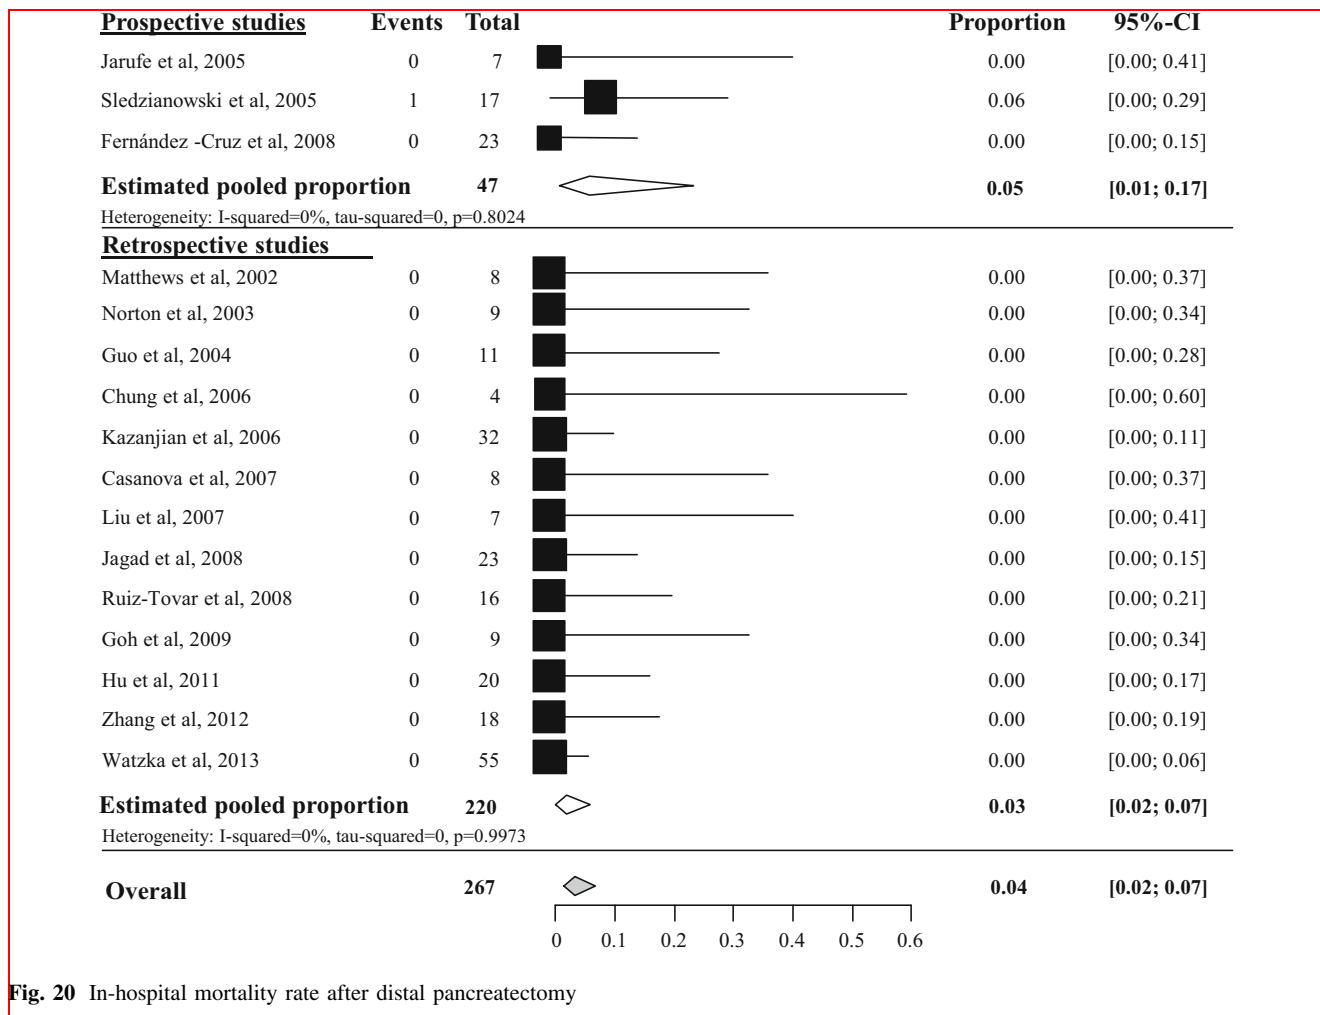 Prospective studies Events Total Proportion 95%-CI
Jarufe et al, 2005 0 7 0.00 [0.00; 0.41]
Sledzianowski et al, 2005 1 17 0.06 [0.00; 0.29]
Fernández -Cruz et al, 2008 0 23 0.00 [0.00; 0.15]
Estimated pooled proportion 47 0.05 [0.01; 0.17]
Heterogeneity: I-squared=0%, tau-squared=0, p=0.8024
Retrospective studies
Matthews et al, 2002 0 8 0.00 [0.00; 0.37]
Norton et al, 2003 0 9 0.00 [0.00; 0.34]
Guo et al, 2004 0 11 0.00 [0.00; 0.28]
Chung et al, 2006 0 4 0.00 [0.00; 0.60]
Kazanjian et al, 2006 0 32 0.00 [0.00; 0.11]
Casanova et al, 2007 0 8 0.00 [0.00; 0.37]
Liu et al, 2007 0 7 0.00 [0.00; 0.41]
Jagad et al, 2008 0 23 0.00 [0.00; 0.15]
Ruiz-Tovar et al, 2008 0 16 0.00 [0.00; 0.21]
Goh et al, 2009 0 9 0.00 [0.00; 0.34]
Hu et al, 2011 0 20 0.00 [0.00; 0.17]
Zhang et al, 2012 0 18 0.00 [0.00; 0.19]
Watzka et al, 2013 0 55 0.00 [0.00; 0.06]
Estimated pooled proportion 220 0.03 [0.02; 0.07]
Heterogeneity: I-squared=0%, tau-squared=0, p=0.9973
Overall 267 0.04 [0.02; 0.07]
0 0.1 0.2 0.3 0.4 0.5 0.6
Fig. 20 In-hospital mortality rate after distal pancreatectomy